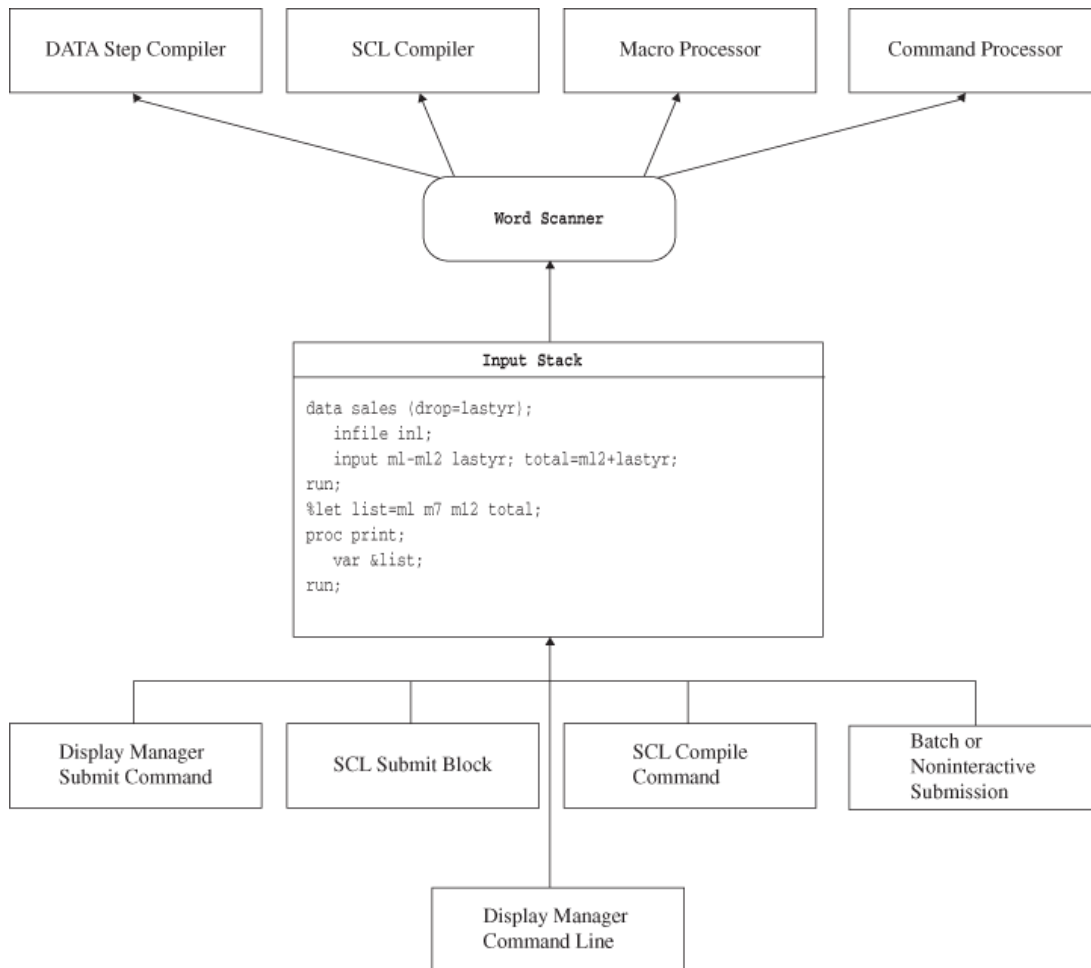 DATA Step Compiler
SCL Compiler
Macro Processor
Command Processor
Word Scanner
Input Stack
data sales (drop=lastyr);
infile in1;
input m1-m12 lastyr; total=m12+lastyr;
run;
%let list=m1 m7 m12 total;
proc print;
var &list;
run;
Display Manager
Submit Command
SCL Submit Block
SCL Compile
Command
Batch or
Noninteractive
Submission
Display Manager
Command Line